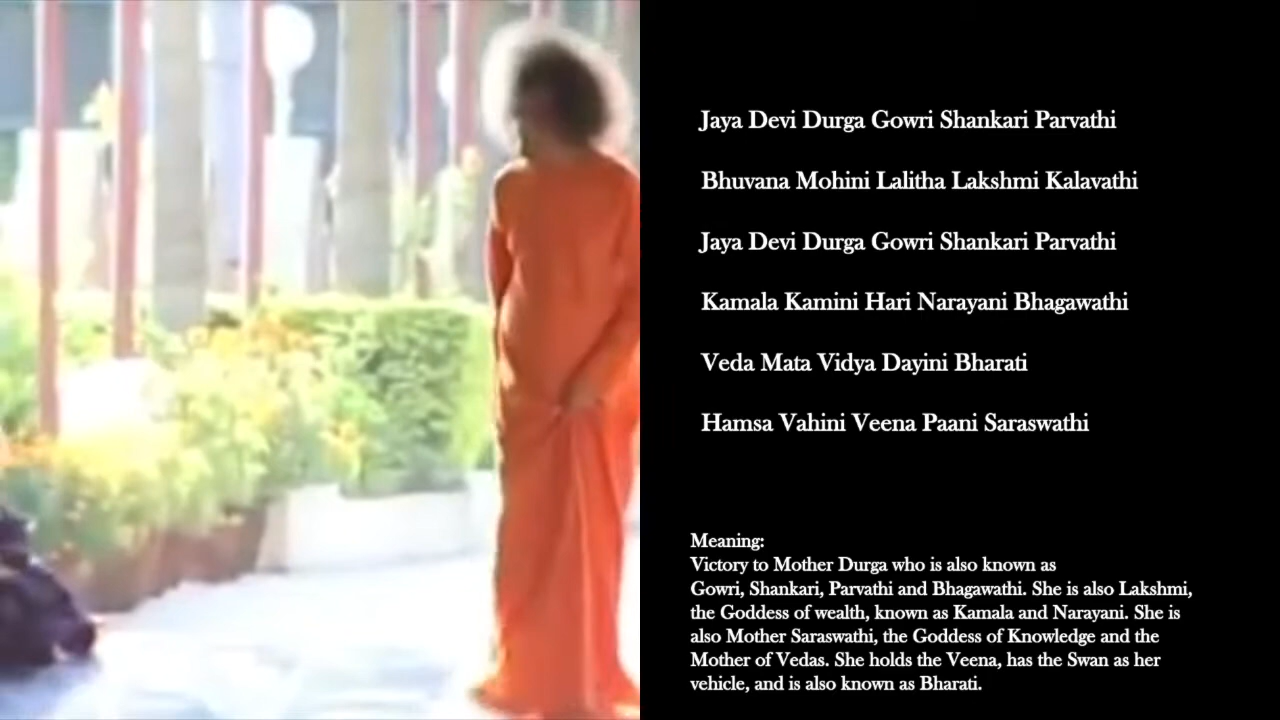 Jaya Devi Durga Gowri Shankari Parvathi
Bhuvana Mohini Lalitha Lakshmi Kalavathi
Jaya Devi Durga Gowri Shankari Parvathi
Kamala Kamini Hari Narayani Bhagawathi
Veda Mata Vidya Dayini Bharati
Hamsa Vahini Veena Paani Saraswathi
Meaning:
Victory to Mother Durga who is also known as
Gowri, Shankari, Parvathi and Bhagawathi. She is also Lakshmi,
the Goddess of wealth, known as Kamala and Narayani. She is
also Mother Saraswathi, the Goddess of Knowledge and the
Mother of Vedas. She holds the Veena, has the Swan as her
vehicle, and is also known as Bharati.